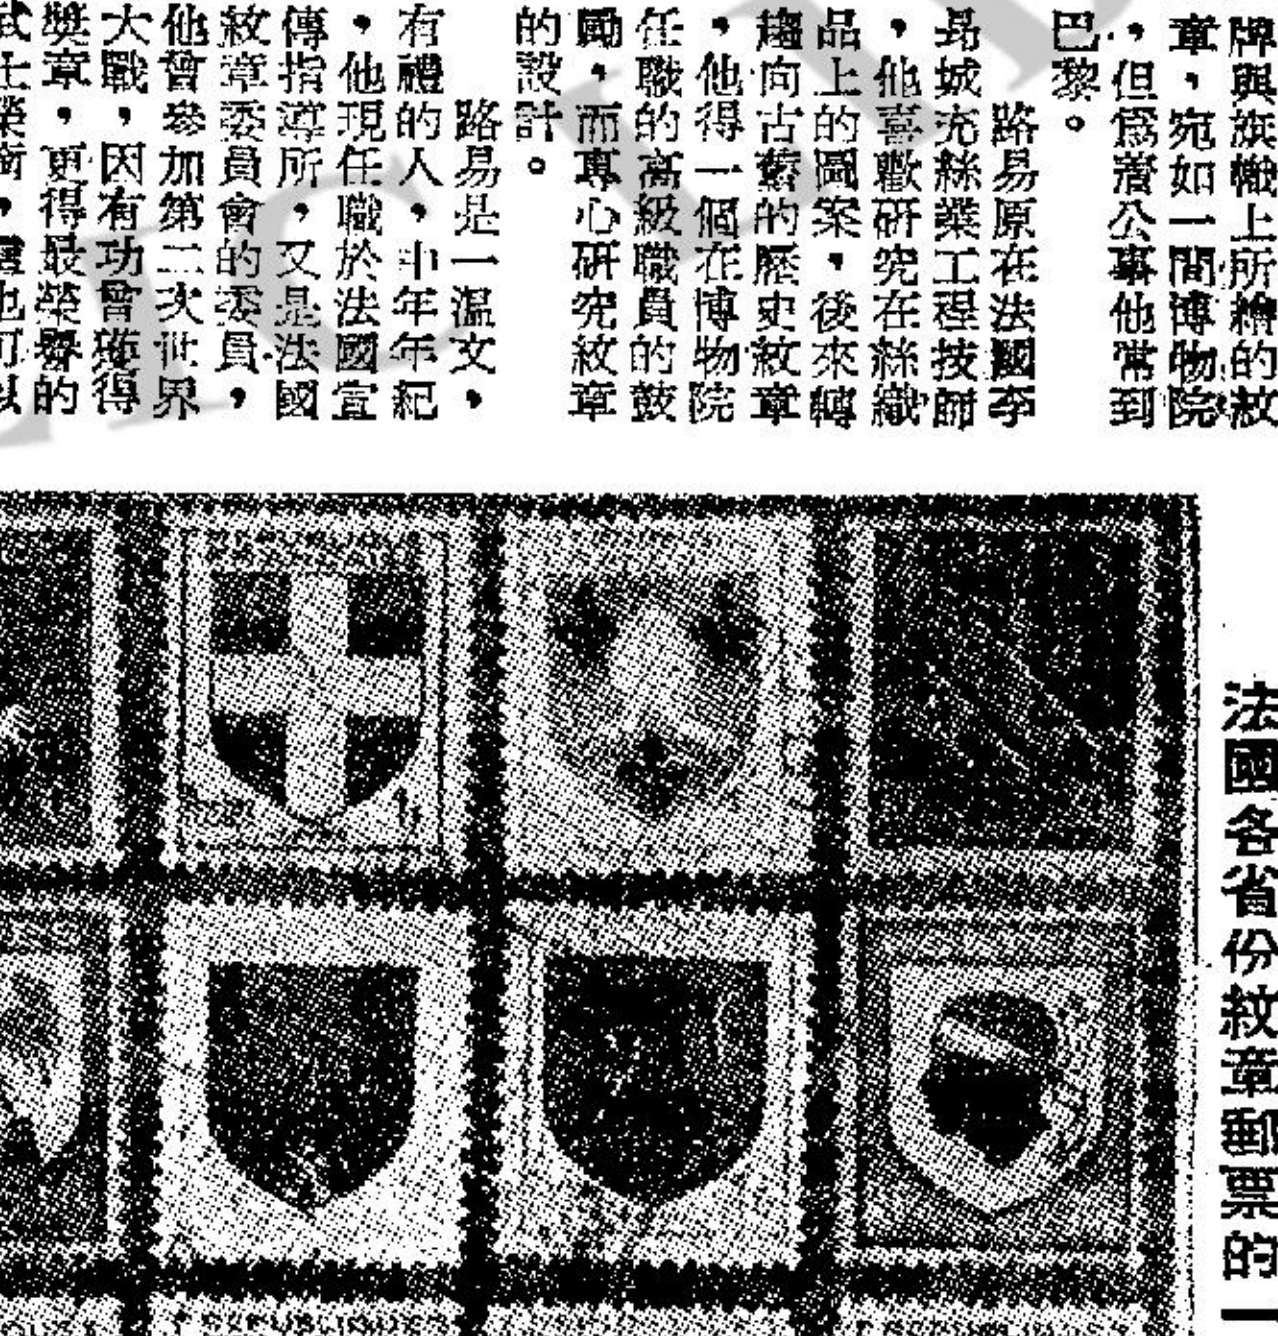 牌與旗幟上所繪的紋
章，宛如一間博物院
，但爲着公事他常到
巴黎。
路易原在法國李
昂城充絲業工程技師
，他喜歡研究在絲織
品上的圖案，後來轉
趨向古舊的歷史紋章
，他得一個在博物院
任職的高級職員的鼓
勵，而專心研究紋章
的設計。
路易是一溫文，
有禮的人，中年年紀
，他現任職於法國宣
傳指導所，又是法國
紋章委員會的委員，
他曾參加第二次世界
大戰，因有功曾獲得
獎章，更得最榮譽的
武士榮銜，
法國各省份紋章郵票的一